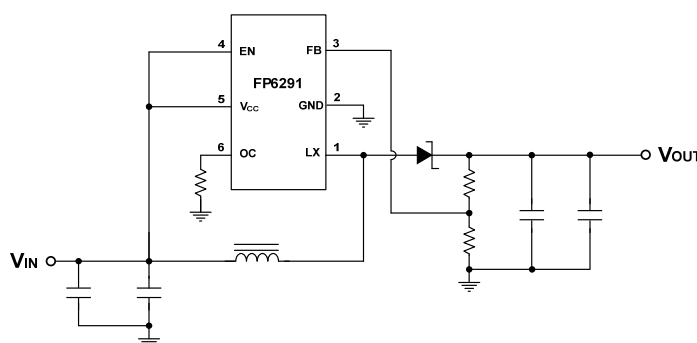 4 EN FB 3
FP6291
5 VCC GND 2
6 OC LX 1
VOUT
VIN